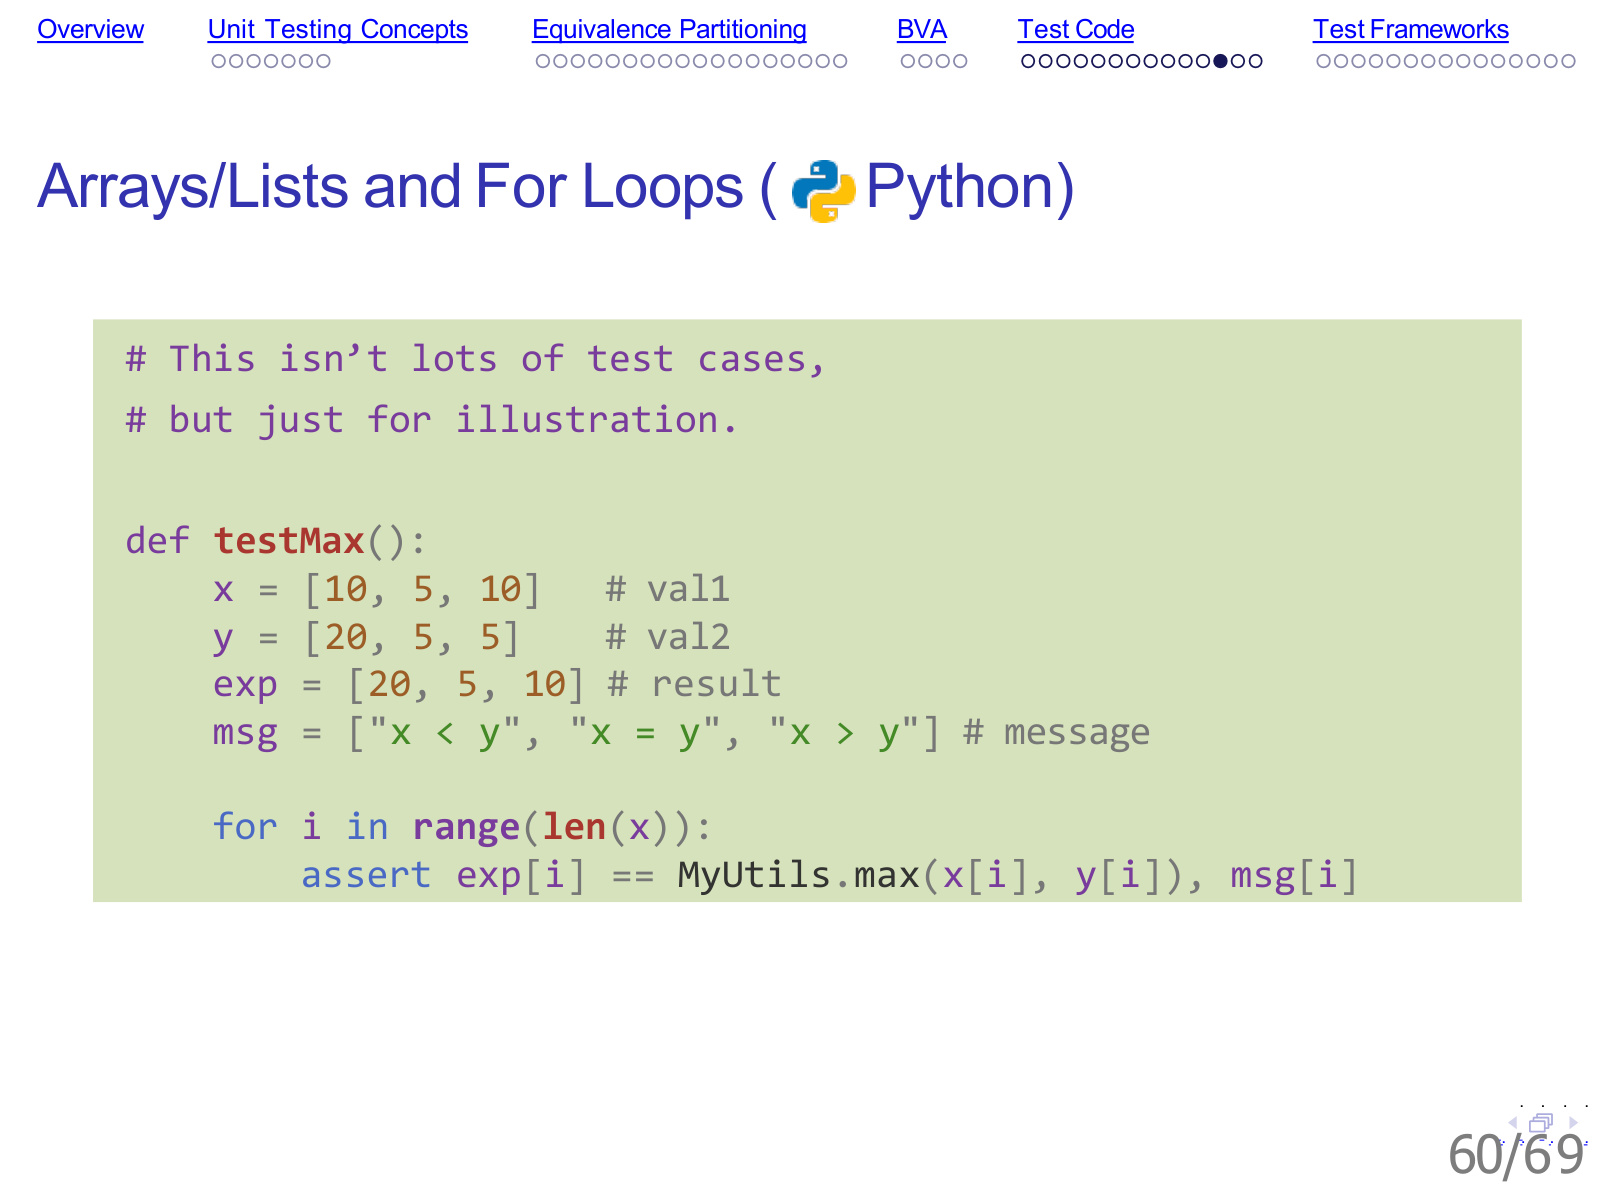 Overview Unit Testing Concepts Equivalence Partitioning BVA Test Code Test Frameworks
Arrays/Lists and For Loops ( Python)
# This isn’t lots of test cases,
# but just for illustration.
def testMax():
    x = [10, 5, 10]   # val1
    y = [20, 5, 5]    # val2
    exp = [20, 5, 10] # result
    msg = ["x < y", "x = y", "x > y"] # message
    for i in range(len(x)):
        assert exp[i] == MyUtils.max(x[i], y[i]), msg[i]
60/69